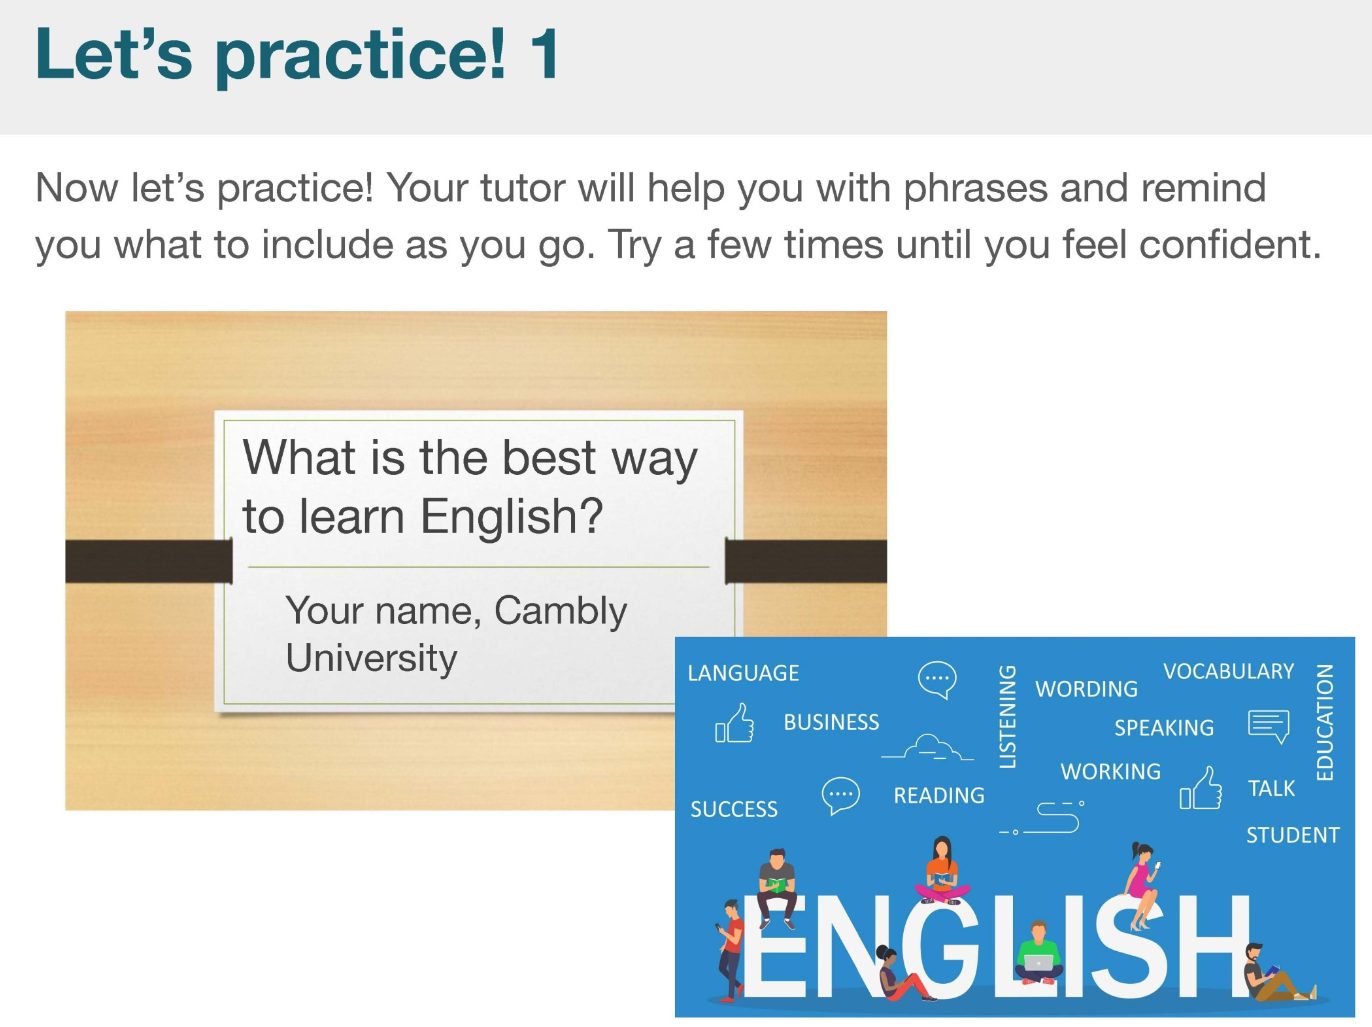 Let's practice! 1
Now let's practice! Your tutor will help you with phrases and remind
you what to include as you go. Try a few times until you feel confident.
What is the best way
to learn English?
Your name, Cambly
University
LANGUAGE
BUSINESS
SUCCESS
READING
LISTENING
WORDING
VOCABULARY
SPEAKING
WORKING
TALK
EDUCATION
STUDENT
ENGLISH